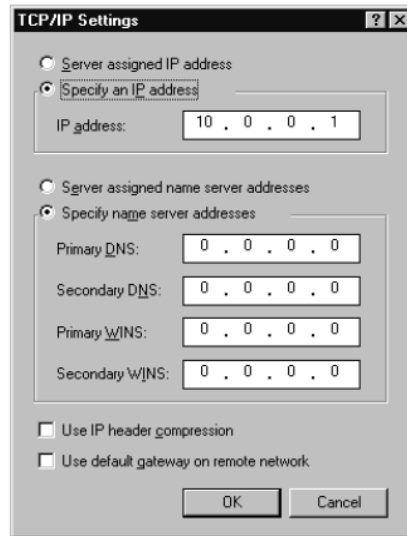 TCP/IP Settings
Server assigned IP address
Specify an IP address
IP address: 10 . 0 . 0 . 1
Server assigned name server addresses
Specify name server addresses
Primary DNS: 0 . 0 . 0 . 0
Secondary DNS: 0 . 0 . 0 . 0
Primary WINS: 0 . 0 . 0 . 0
Secondary WINS: 0 . 0 . 0 . 0
Use IP header compression
Use default gateway on remote network
OK Cancel